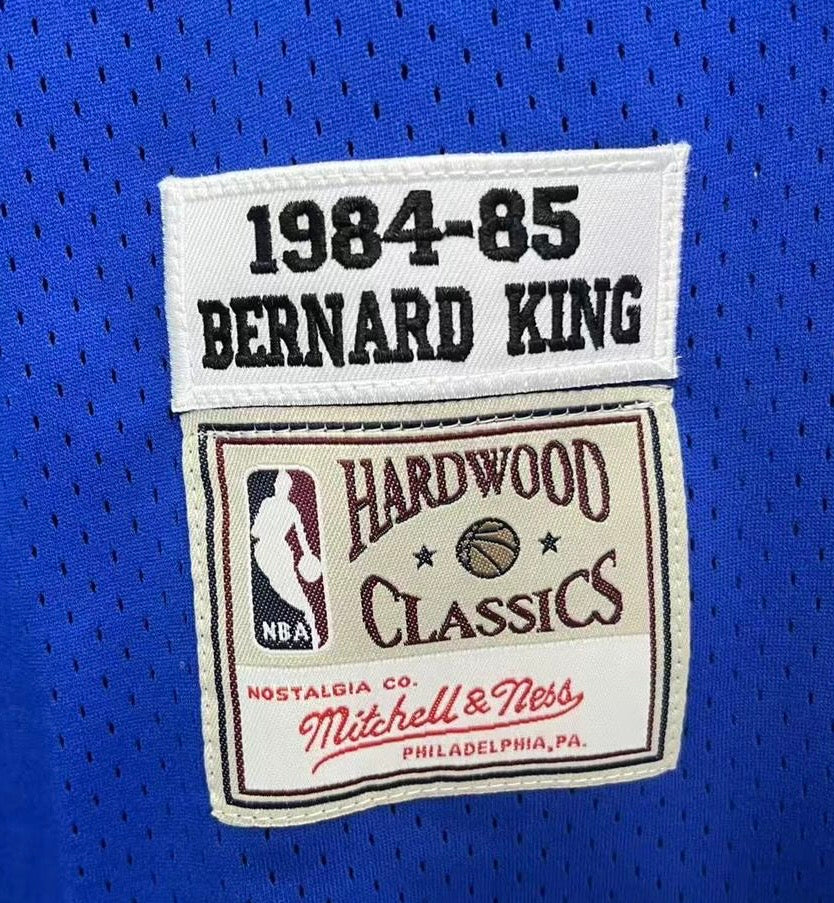 1984-85
BERNARD KING
HARDWOOD
CLASSICS
NBA
NOSTALGIA CO.
Mitchell & Ness
PHILADELPHIA, PA.